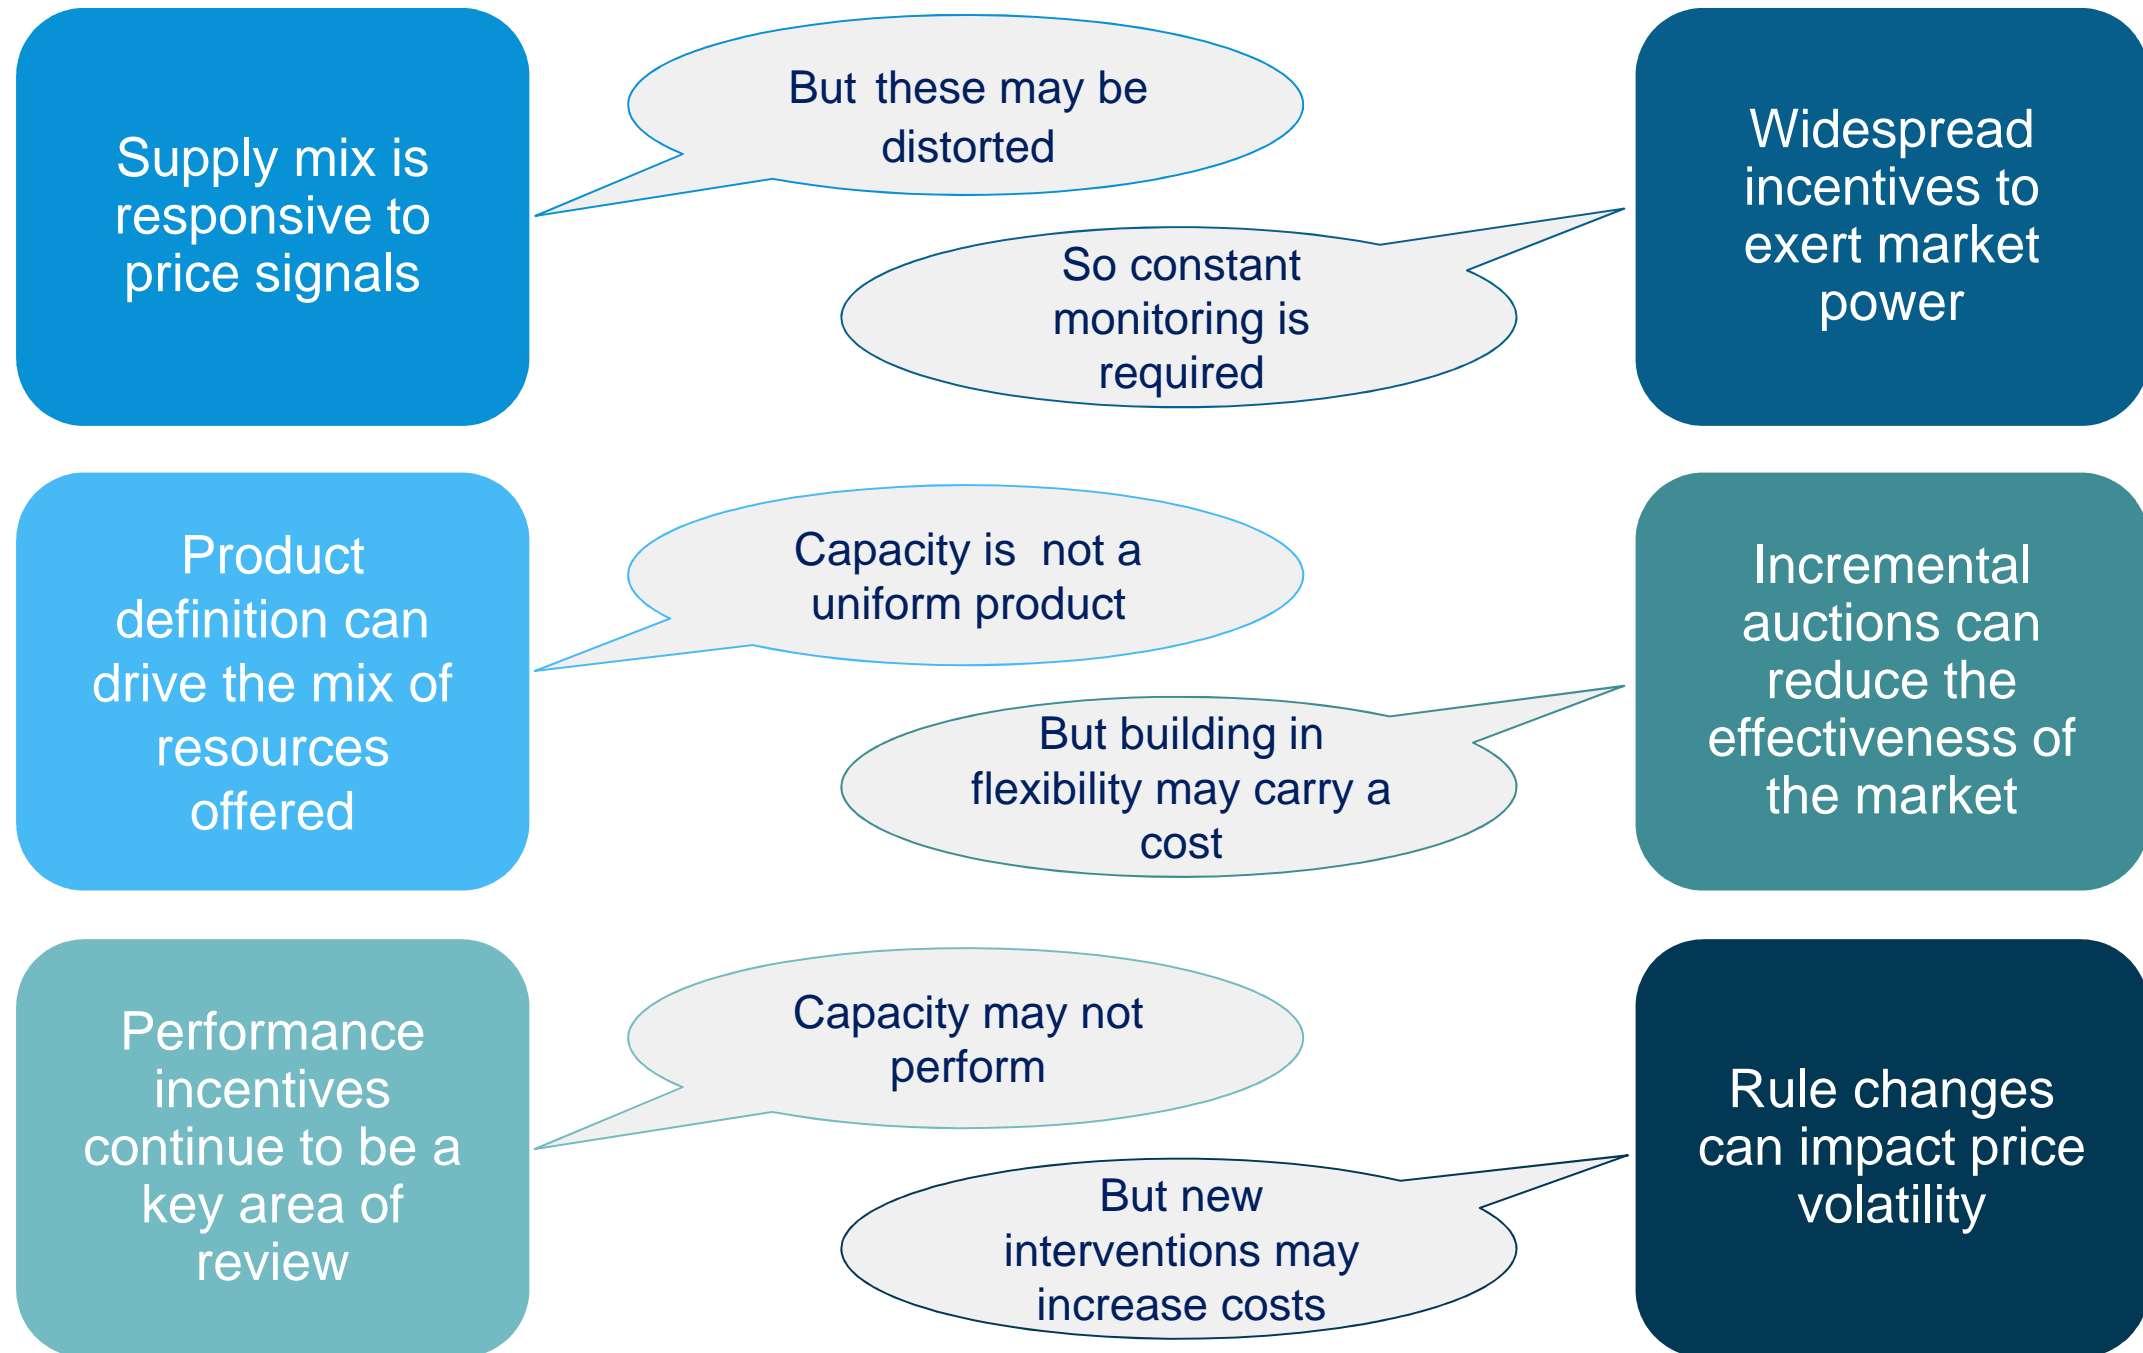 Supply mix is
responsive to
price signals
But these may be
distorted
So constant
monitoring is
required
Widespread
incentives to
exert market
power
Product
definition can
drive the mix of
resources
offered
Capacity is not a
uniform product
But building in
flexibility may carry a
cost
Incremental
auctions can
reduce the
effectiveness of
the market
Performance
incentives
continue to be a
key area of
review
Capacity may not
perform
But new
interventions may
increase costs
Rule changes
can impact price
volatility